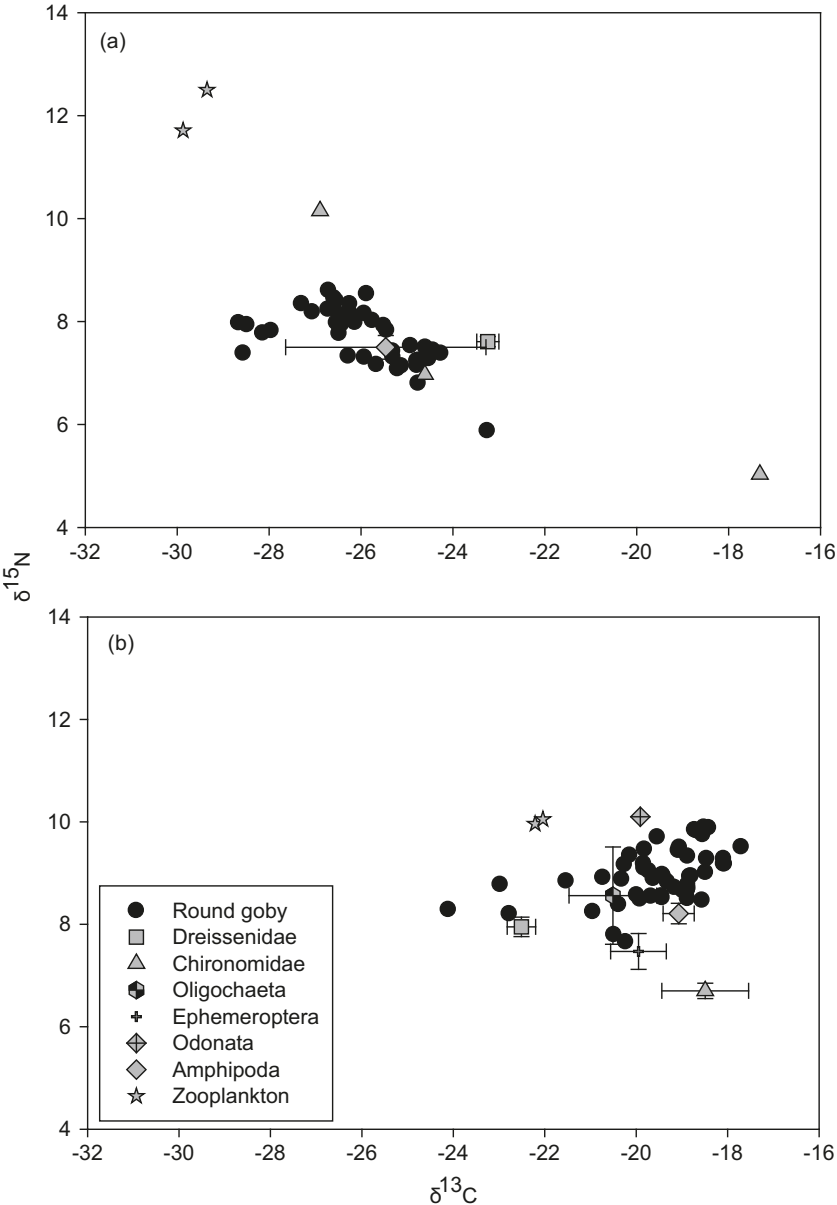 (a)
14
12
10
8
6
4
-32 -30 -28 -26 -24 -22 -20 -18 -16
δ15N
(b)
14
12
10
8
6
4
Round goby
Dreissenidae
Chironomidae
Oligochaeta
Ephemeroptera
Odonata
Amphipoda
Zooplankton
-32 -30 -28 -26 -24 -22 -20 -18 -16
δ13C